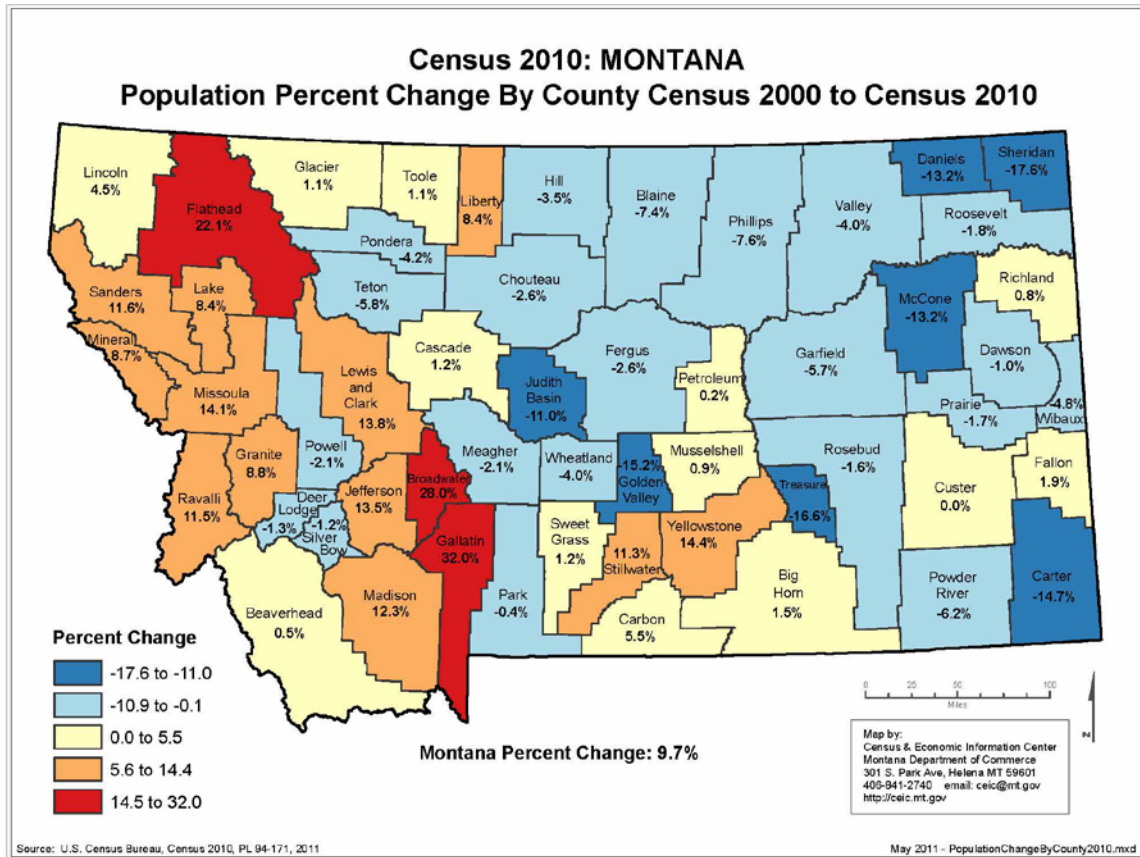 Census 2010: MONTANA
Population Percent Change By County Census 2000 to Census 2010
Lincoln
4.5%
Flathead
22.1%
Glacier
1.1%
Toole
1.1%
Liberty
8.4%
Hill
-3.5%
Blaine
-7.4%
Phillips
-7.6%
Valley
-4.0%
Daniels
-13.2%
Sheridan
-17.6%
Roosevelt
-1.8%
Pondera
-4.2%
Teton
-5.8%
Chouteau
-2.6%
Richland
0.8%
McCone
-13.2%
Sanders
11.6%
Lake
8.4%
Mineral
8.7%
Missoula
14.1%
Lewis
and
Clark
13.8%
Cascade
1.2%
Judith
Basin
-11.0%
Fergus
-2.6%
Petroleum
0.2%
Garfield
-5.7%
Dawson
-1.0%
Prairie
-1.7%
-4.8%
Wibaux
Powell
-2.1%
Granite
8.8%
Ravalli
11.5%
Deer
Lodge
-1.3%
-1.2%
Silver
Bow
Jefferson
13.5%
Broadwater
28.0%
Meagher
-2.1%
Wheatland
-4.0%
-15.2%
Golden
Valley
Musselshell
0.9%
Rosebud
-1.6%
Treasure
-16.6%
Custer
0.0%
Fallon
1.9%
Gallatin
32.0%
Sweet
Grass
1.2%
11.3%
Stillwater
Yellowstone
14.4%
Beaverhead
0.5%
Madison
12.3%
Park
-0.4%
Carbon
5.5%
Big
Horn
1.5%
Powder
River
-6.2%
Carter
-14.7%
Percent Change
-17.6 to -11.0
-10.9 to -0.1
0.0 to 5.5
5.6 to 14.4
14.5 to 32.0
Montana Percent Change: 9.7%
0 25 50 100
Miles
N
Map by:
Census & Economic Information Center
Montana Department of Commerce
301 S. Park Ave, Helena MT 59601
406-841-2740 email: ceic@mt.gov
http://ceic.mt.gov
Source: U.S. Census Bureau, Census 2010, PL 94-171, 2011
May 2011 - PopulationChangeByCounty2010.mxd